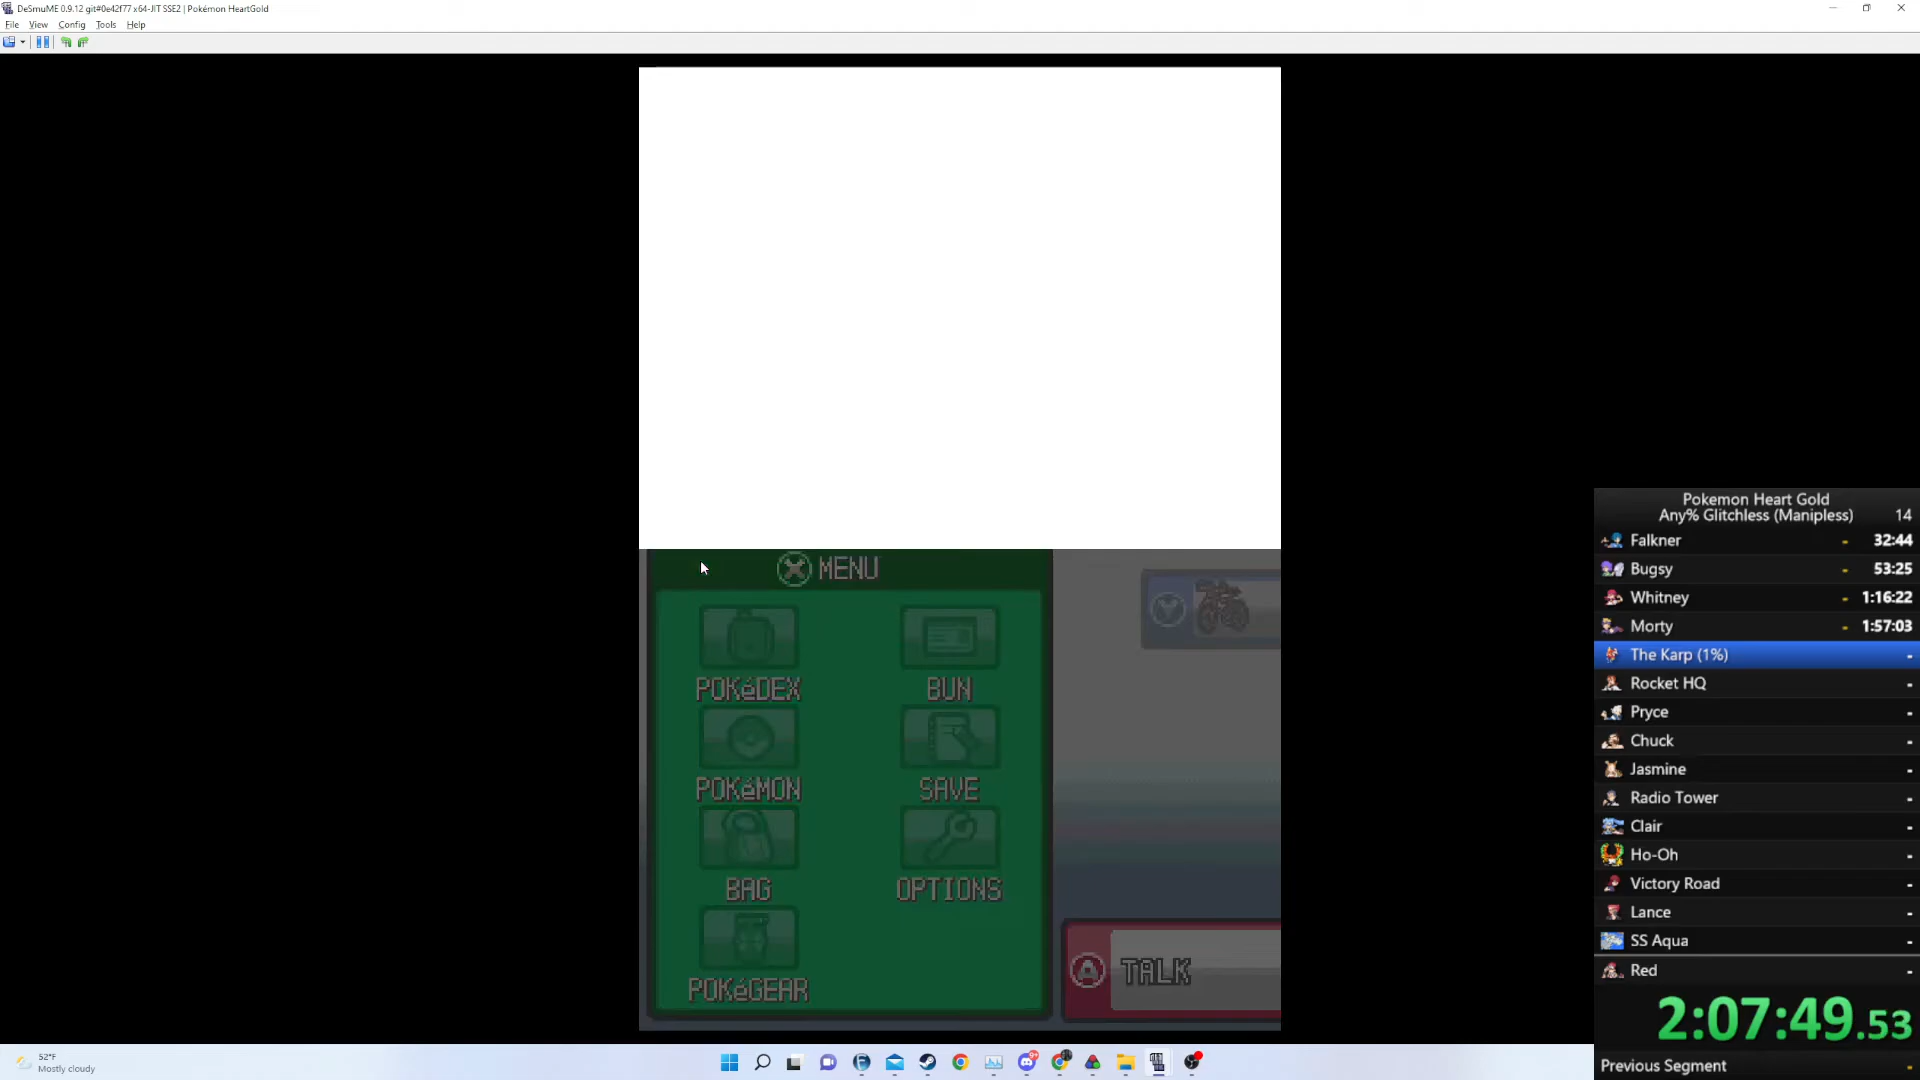 DeSmuME 0.9.12 git#0e42f77 x64-JIT SSE2 | Pokémon HeartGold
File View Config Tools Help
MENU
POKéDEX BUN
POKéMON SAVE
BAG OPTIONS
POKéGEAR
Y
A TALK
Pokemon Heart Gold
Any% Glitchless (Manipless) 14
Falkner - 32:44
Bugsy - 53:25
Whitney - 1:16:22
Morty - 1:57:03
The Karp (1%) -
Rocket HQ -
Pryce -
Chuck -
Jasmine -
Radio Tower -
Clair -
Ho-Oh -
Victory Road -
Lance -
SS Aqua -
Red -
2:07:49.53
Previous Segment -
52°F
Mostly cloudy